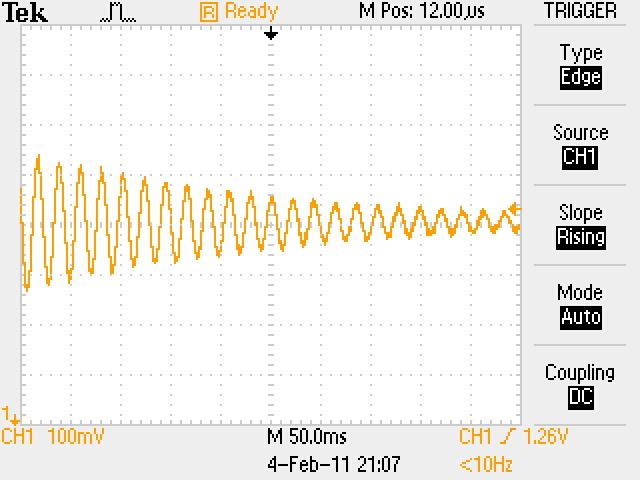 Tek R Ready M Pos: 12.00µs TRIGGER
Type
Edge
Source
CH1
Slope
Rising
Mode
Auto
Coupling
DC
1
CH1 100mV M 50.0ms CH1 1.26V
4-Feb-11 21:07 <10Hz